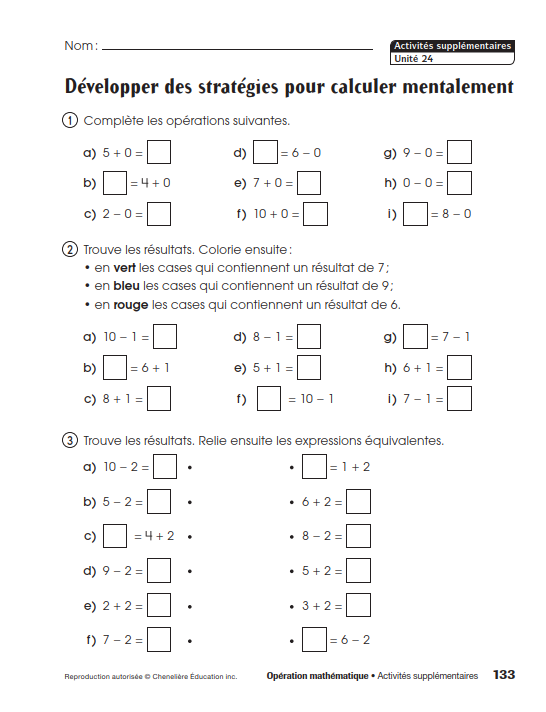 Nom :
Activités supplémentaires
Unité 24
Développer des stratégies pour calculer mentalement
1 Complète les opérations suivantes.
a) 5 + 0 = d) = 6 – 0 g) 9 – 0 =
b) = 4 + 0 e) 7 + 0 = h) 0 – 0 =
c) 2 – 0 = f) 10 + 0 = i) = 8 – 0
2 Trouve les résultats. Colorie ensuite :
• en vert les cases qui contiennent un résultat de 7 ;
• en bleu les cases qui contiennent un résultat de 9 ;
• en rouge les cases qui contiennent un résultat de 6.
a) 10 – 1 = d) 8 – 1 = g) = 7 – 1
b) = 6 + 1 e) 5 + 1 = h) 6 + 1 =
c) 8 + 1 = f) = 10 – 1 i) 7 – 1 =
3 Trouve les résultats. Relie ensuite les expressions équivalentes.
a) 10 – 2 = • • = 1 + 2
b) 5 – 2 = • • 6 + 2 =
c) = 4 + 2 • • 8 – 2 =
d) 9 – 2 = • • 5 + 2 =
e) 2 + 2 = • • 3 + 2 =
f) 7 – 2 = • • = 6 – 2
Reproduction autorisée © Chenelière Éducation inc. Opération mathématique • Activités supplémentaires 133